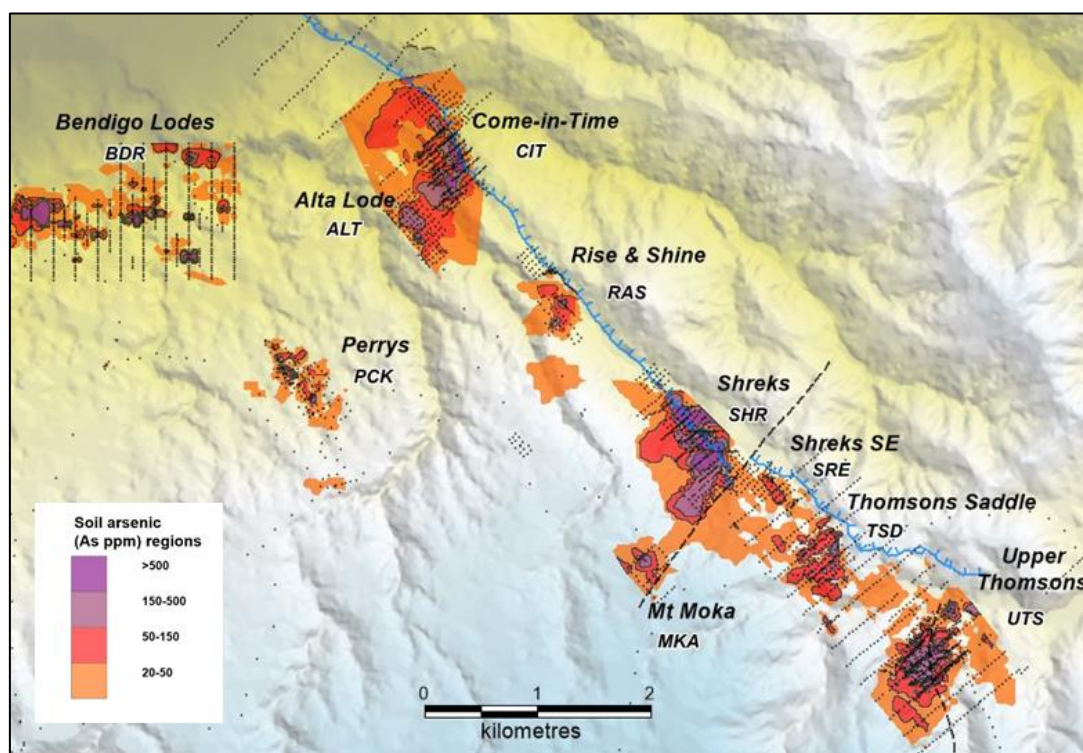 Bendigo Lodes
BDR
Come-in-Time
CIT
Alta Lode
ALT
Rise & Shine
RAS
Perrys
PCK
Shreks
SHR
Shreks SE
SRE
Thomsons Saddle
TSD
Upper
Thomsons
UTS
Mt Moka
MKA
Soil arsenic
(As ppm) regions
>500
150-500
50-150
20-50
0 1 2
kilometres